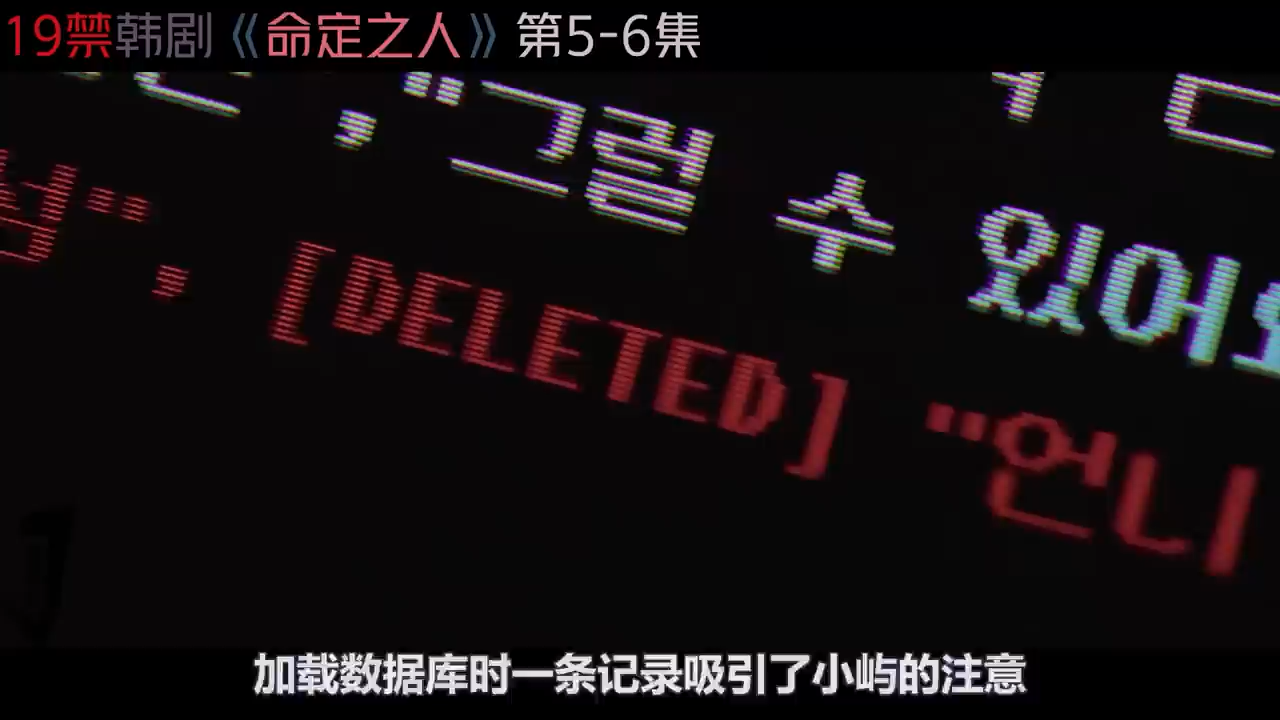 19禁韩剧《命定之人》第5-6集
,"그럴 수 있어
", [DELETED] "언니
加载数据库时一条记录吸引了小屿的注意